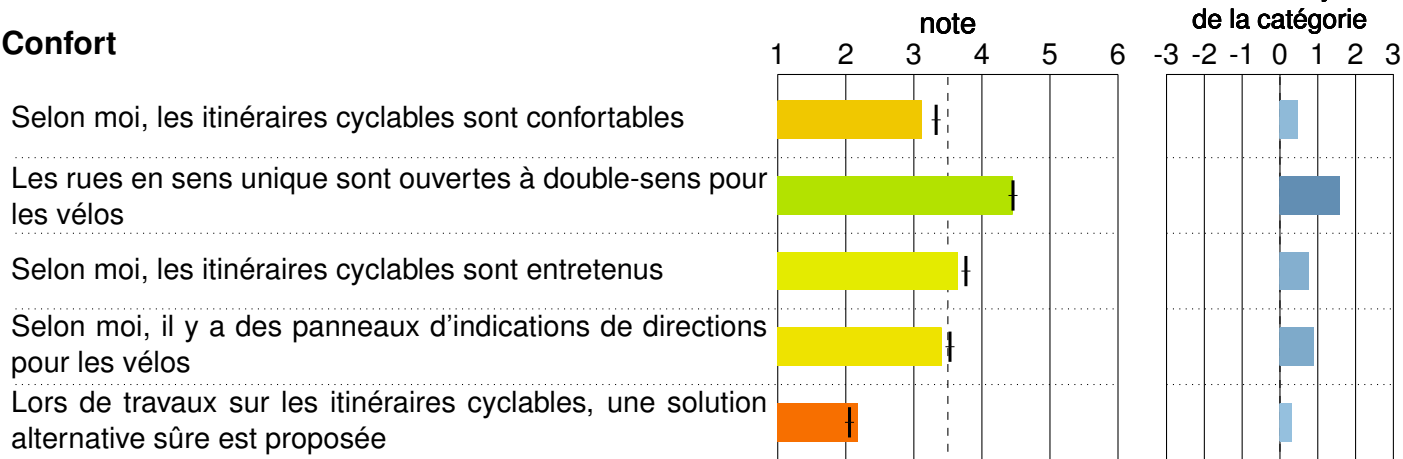 note
de la catégorie
Confort
1 2 3 4 5 6
-3 -2 -1 0 1 2 3
Selon moi, les itinéraires cyclables sont confortables
Les rues en sens unique sont ouvertes à double-sens pour
les vélos
Selon moi, les itinéraires cyclables sont entretenus
Selon moi, il y a des panneaux d'indications de directions
pour les vélos
Lors de travaux sur les itinéraires cyclables, une solution
alternative sûre est proposée